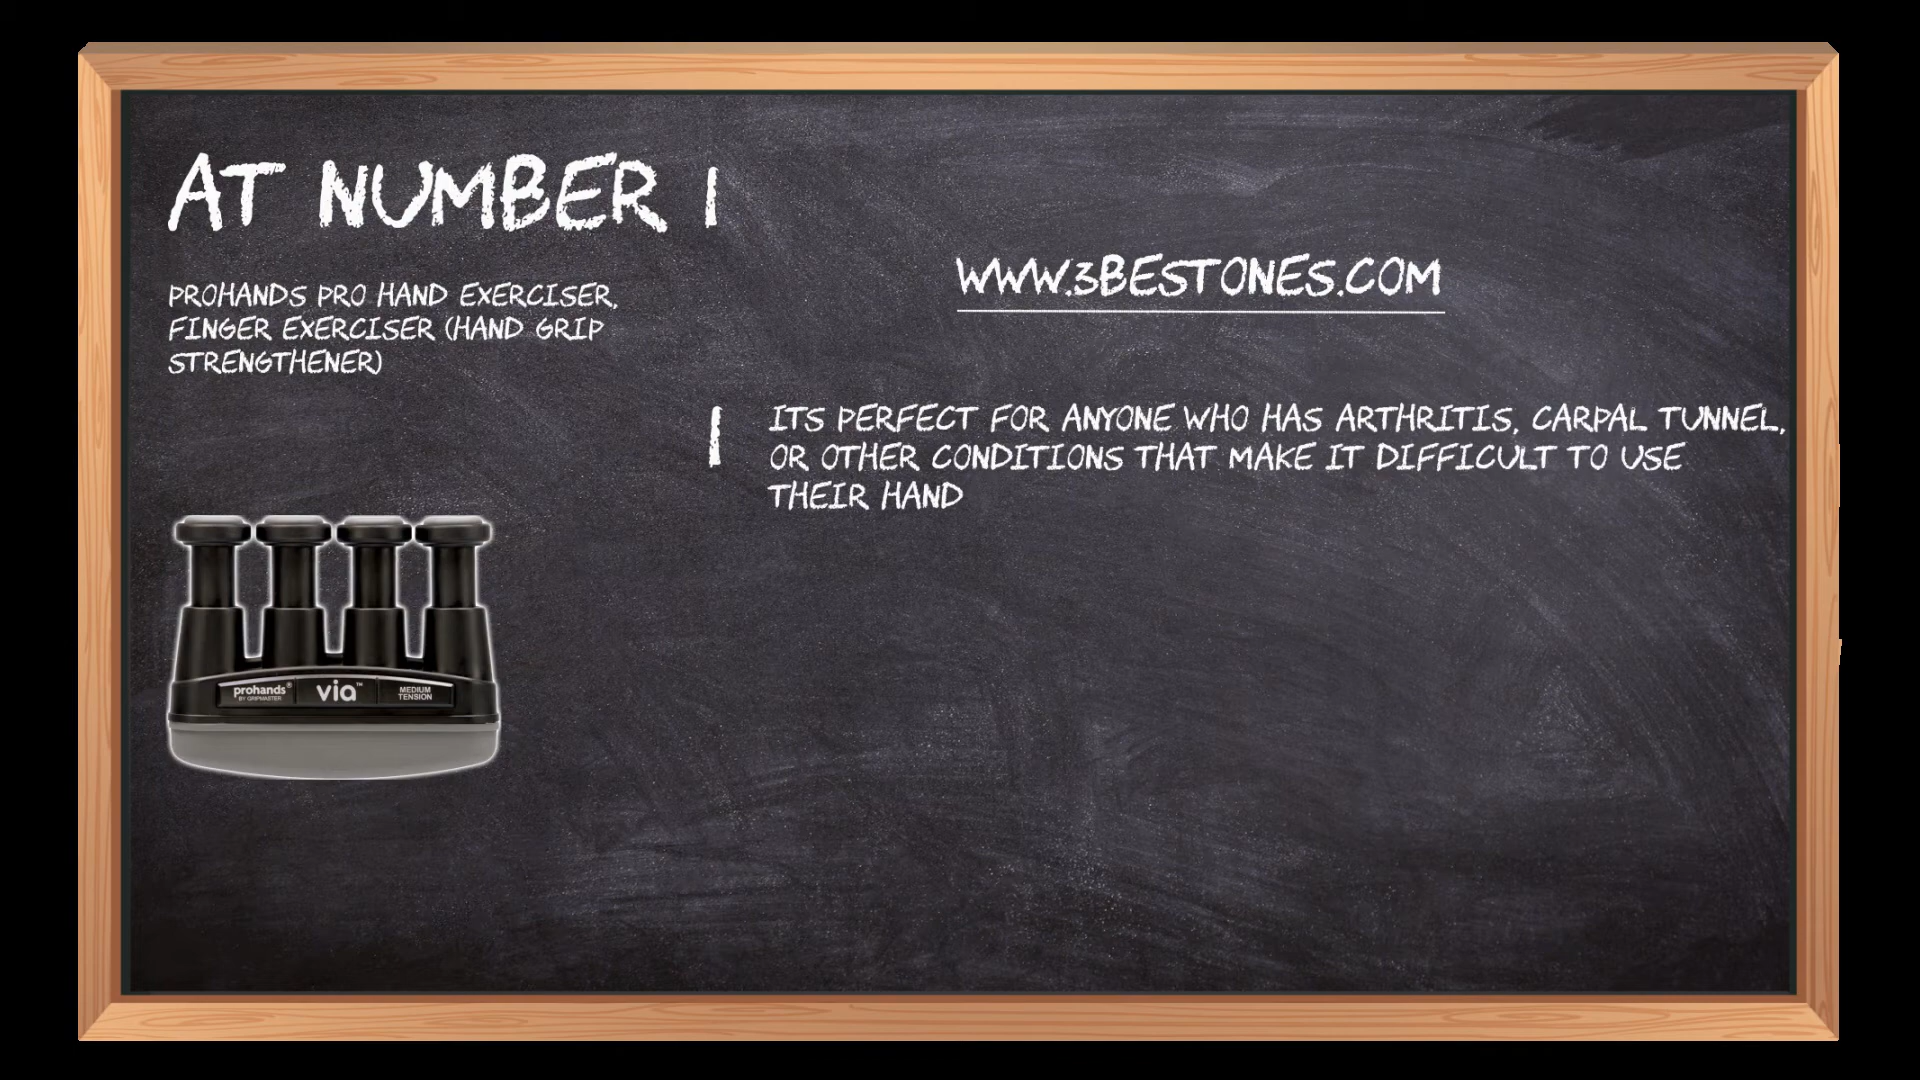 AT NUMBER 1
PROHANDS PRO HAND EXERCISER,
FINGER EXERCISER (HAND GRIP
STRENGTHENER)
WWW.3BESTONES.COM
1
ITS PERFECT FOR ANYONE WHO HAS ARTHRITIS, CARPAL TUNNEL,
OR OTHER CONDITIONS THAT MAKE IT DIFFICULT TO USE
THEIR HAND
prohands®
BY GRIPMASTER
via™
MEDIUM
TENSION